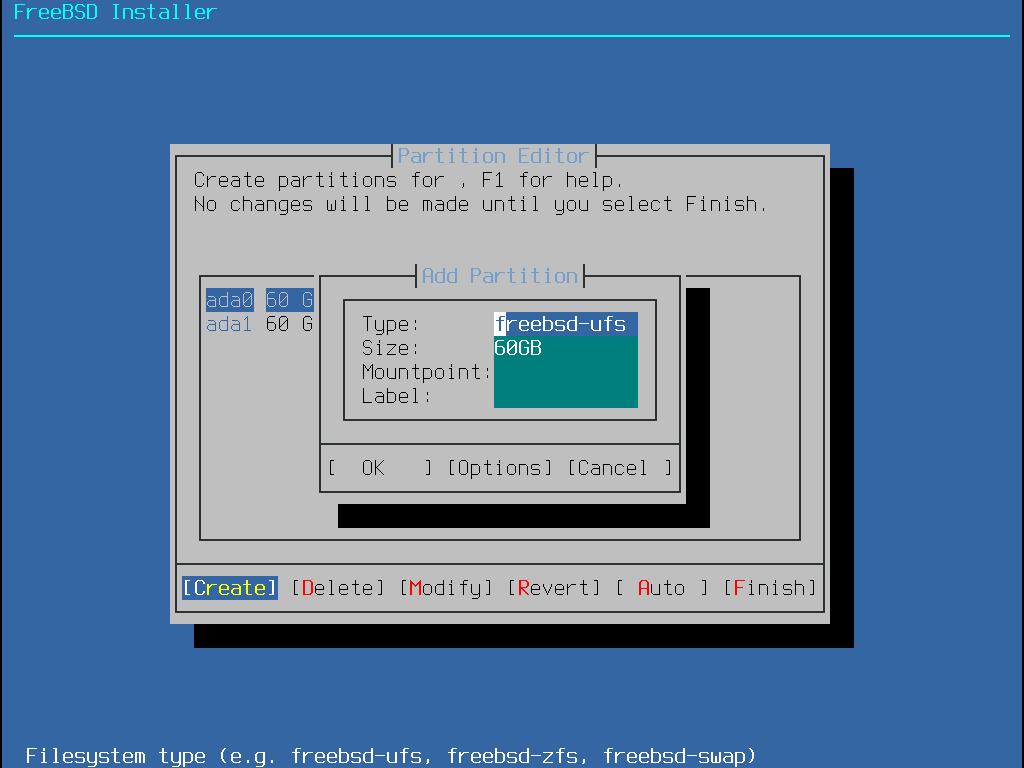 FreeBSD Installer
Partition Editor
Create partitions for , F1 for help.
No changes will be made until you select Finish.
Add Partition
ada0 60 G
ada1 60 G
Type: freebsd-ufs
Size: 60GB
Mountpoint:
Label:
[ OK ] [Options] [Cancel ]
[Create] [Delete] [Modify] [Revert] [ Auto ] [Finish]
Filesystem type (e.g. freebsd-ufs, freebsd-zfs, freebsd-swap)